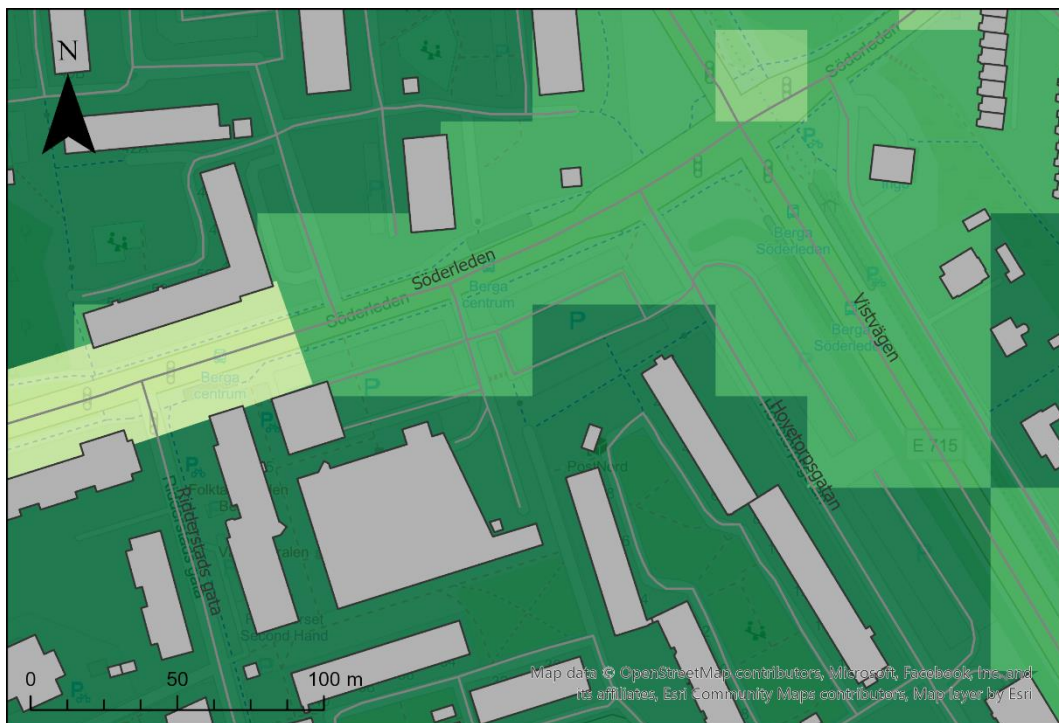 N
Söderleden
Söderleden
Söderleden
Berga
centrum
Berga
Söderleden
Berga
Söderleden
Vistvägen
Berga
centrum
P
P
P
E 715
Hovetorpsgatan
PostNord
Ridderstads gata
Second Hand
0 50 100 m
Map data © OpenStreetMap contributors, Microsoft, Facebook, Inc. and
its affiliates, Esri Community Maps contributors, Map layer by Esri